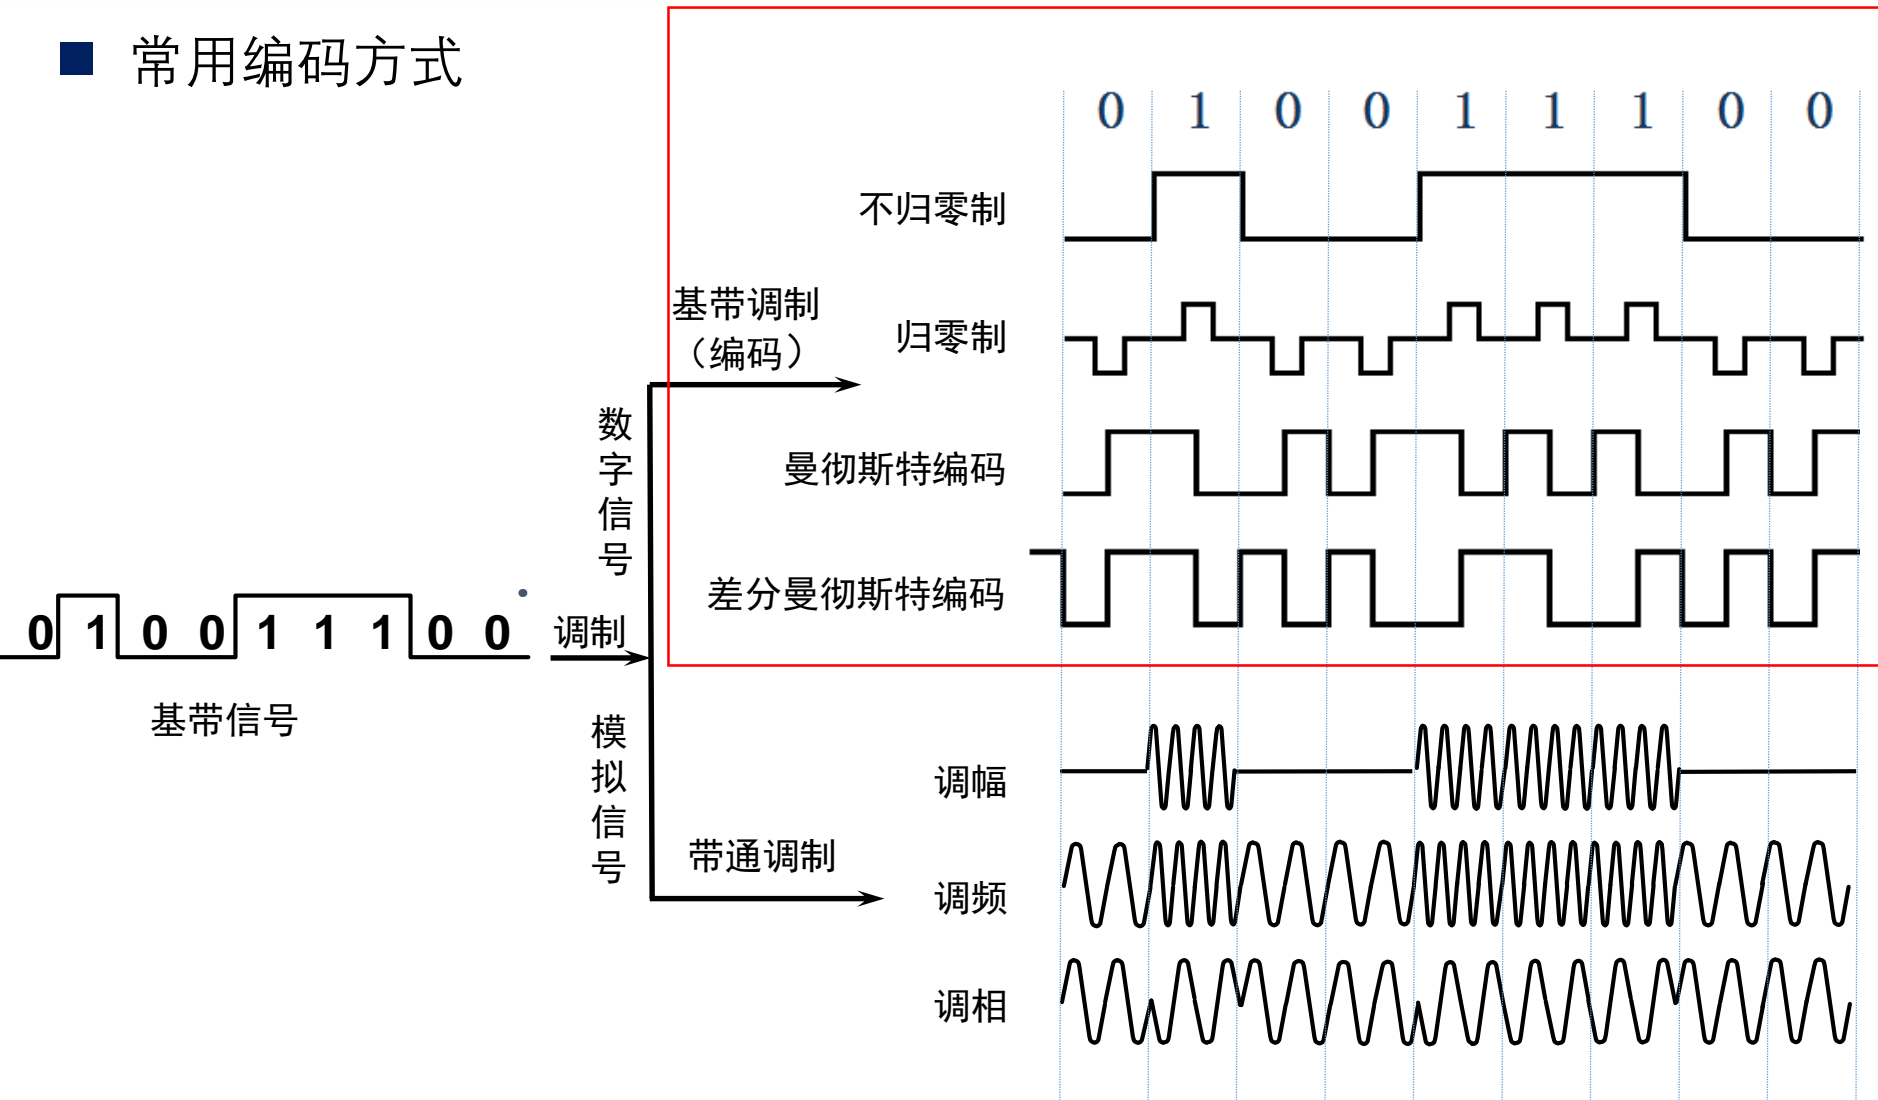 常用编码方式
0 1 0 0 1 1 1 0 0
不归零制
基带调制
（编码）
归零制
数字信号
曼彻斯特编码
差分曼彻斯特编码
0 1 0 0 1 1 1 0 0
调制
基带信号
模拟信号
调幅
带通调制
调频
调相